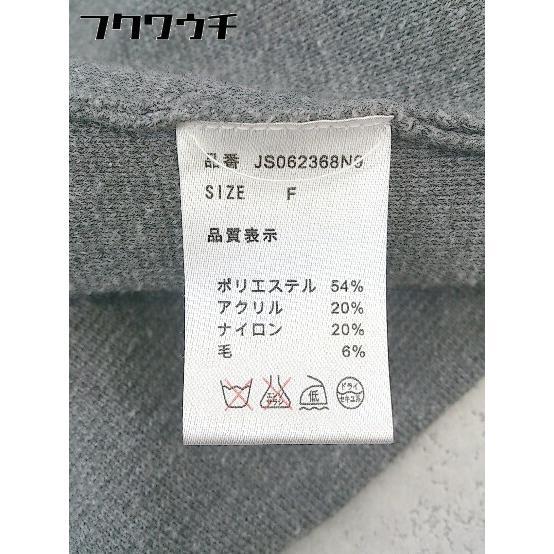 フクワウチ
品番 JS062368N9
SIZE F
品質表示
ポリエステル 54%
アクリル 20%
ナイロン 20%
毛 6%
低
ドライ
セキユ系